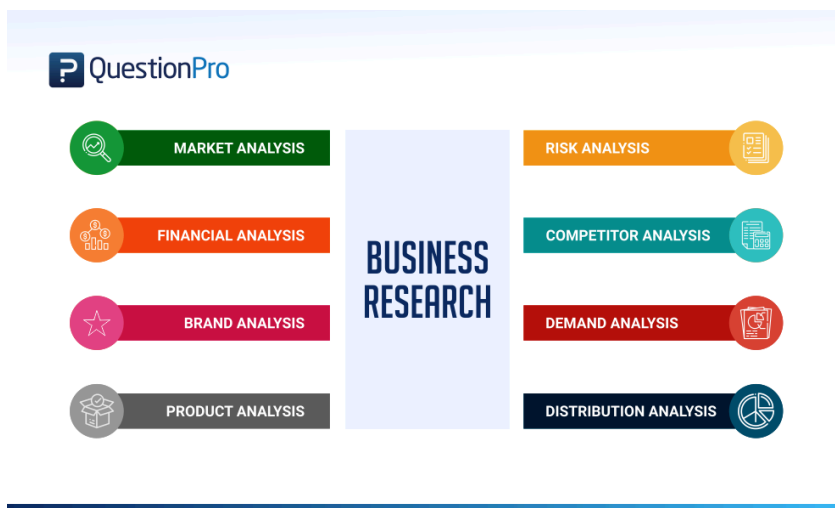 QuestionPro
MARKET ANALYSIS
FINANCIAL ANALYSIS
BRAND ANALYSIS
PRODUCT ANALYSIS
BUSINESS
RESEARCH
RISK ANALYSIS
COMPETITOR ANALYSIS
DEMAND ANALYSIS
DISTRIBUTION ANALYSIS